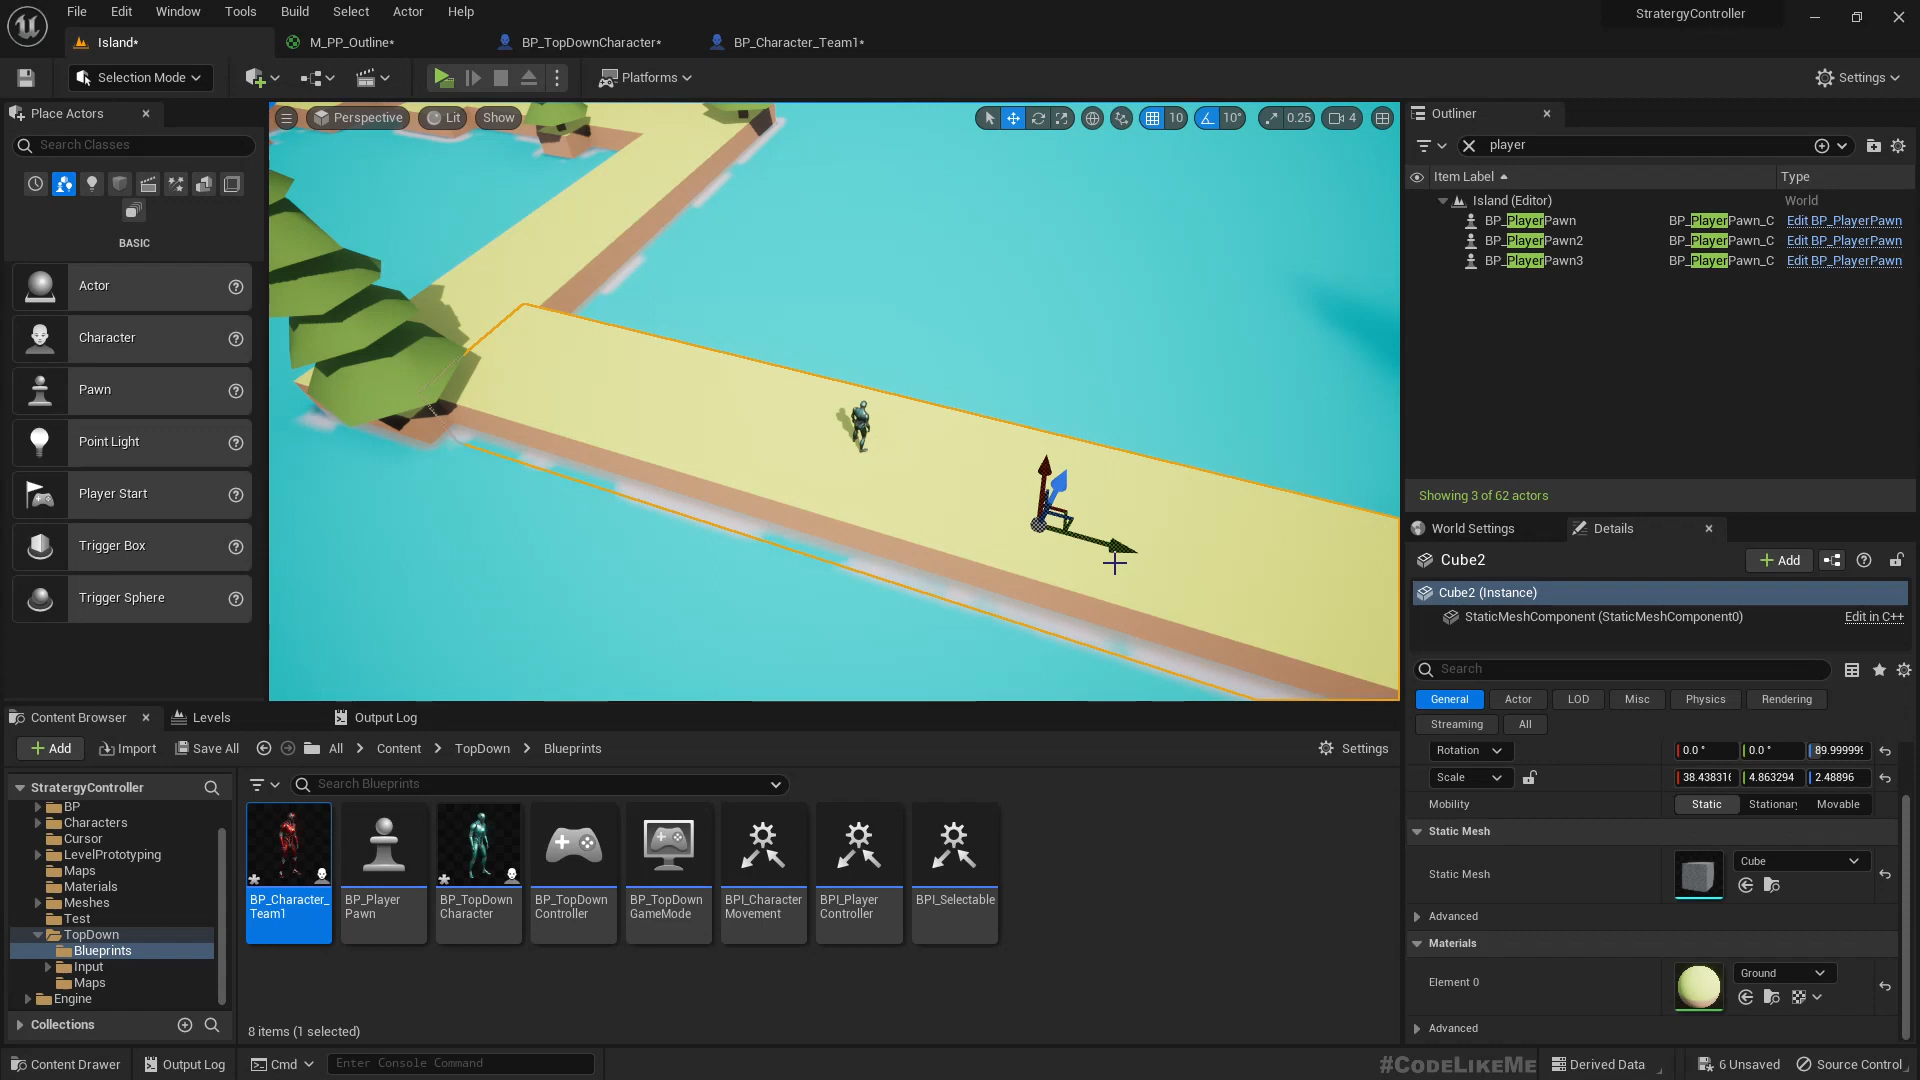 File Edit Window Tools Build Select Actor Help
StratergyController
Island*
M_PP_Outline*
BP_TopDownCharacter*
BP_Character_Team1*
Selection Mode
Platforms
Settings
Place Actors
Search Classes
BASIC
Actor
Character
Pawn
Point Light
Player Start
Trigger Box
Trigger Sphere
Perspective
Lit
Show
10
10°
0.25
4
Outliner
player
Item Label
Type
Island (Editor)
World
BP_PlayerPawn BP_PlayerPawn_C Edit BP_PlayerPawn
BP_PlayerPawn2 BP_PlayerPawn_C Edit BP_PlayerPawn
BP_PlayerPawn3 BP_PlayerPawn_C Edit BP_PlayerPawn
Showing 3 of 62 actors
World Settings
Details
Cube2
Add
Cube2 (Instance)
StaticMeshComponent (StaticMeshComponent0)
Edit in C++
Search
General Actor LOD Misc Physics Rendering
Streaming All
Rotation 0.0 ° 0.0 ° 89.999999
Scale 38.438316 4.863294 2.48896
Mobility Static Stationary Movable
Static Mesh
Static Mesh
Cube
Advanced
Materials
Element 0
Ground
Advanced
Content Browser
Levels
Output Log
Add
Import
Save All
All
Content
TopDown
Blueprints
Settings
StratergyController
BP
Characters
Cursor
LevelPrototyping
Maps
Materials
Meshes
Test
TopDown
Blueprints
Input
Maps
Engine
Collections
Search Blueprints
BP_Character_
Team1
BP_Player
Pawn
BP_TopDown
Character
BP_TopDown
Controller
BP_TopDown
GameMode
BPI_Character
Movement
BPI_Player
Controller
BPI_Selectable
8 items (1 selected)
Content Drawer
Output Log
Cmd
Enter Console Command
#CODELIKEME
Derived Data
6 Unsaved
Source Control